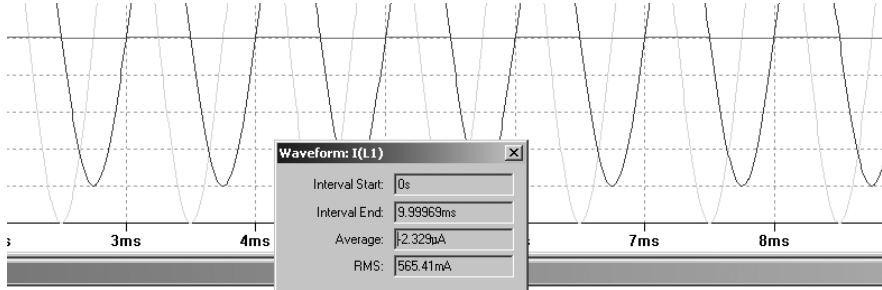 Waveform: I(L1)
Interval Start: 0s
Interval End: 9.99969ms
Average: -2.329µA
RMS: 565.41mA
3ms 4ms 7ms 8ms